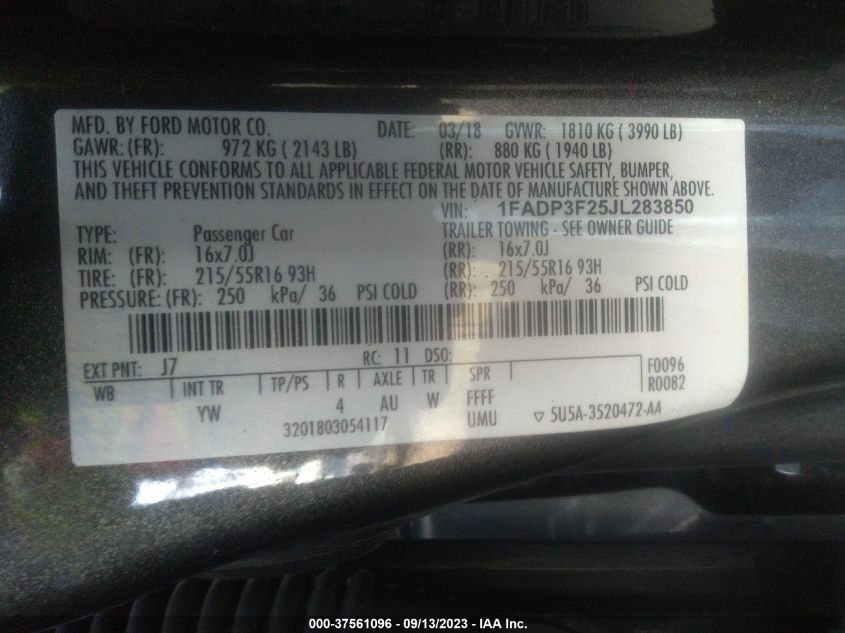 MFD. BY FORD MOTOR CO. DATE: 03/18 GVWR: 1810 KG ( 3990 LB)
GAWR: (FR): 972 KG ( 2143 LB) (RR): 880 KG ( 1940 LB)
THIS VEHICLE CONFORMS TO ALL APPLICABLE FEDERAL MOTOR VEHICLE SAFETY, BUMPER,
AND THEFT PREVENTION STANDARDS IN EFFECT ON THE DATE OF MANUFACTURE SHOWN ABOVE.
VIN: 1FADP3F25JL283850
TYPE: Passenger Car TRAILER TOWING - SEE OWNER GUIDE
RIM: (FR): 16x7.0J (RR): 16x7.0J
TIRE: (FR): 215/55R16 93H (RR): 215/55R16 93H
PRESSURE: (FR): 250 kPa/ 36 PSI COLD (RR): 250 kPa/ 36 PSI COLD
EXT PNT: J7 RC: 11 DSO: F0096
WB INT TR TP/PS R AXLE TR SPR R0082
YW 4 AU W FFFF
3201803054117 UMU ▽ 5U5A-3520472-AA
000-37561096 - 09/13/2023 - IAA Inc.